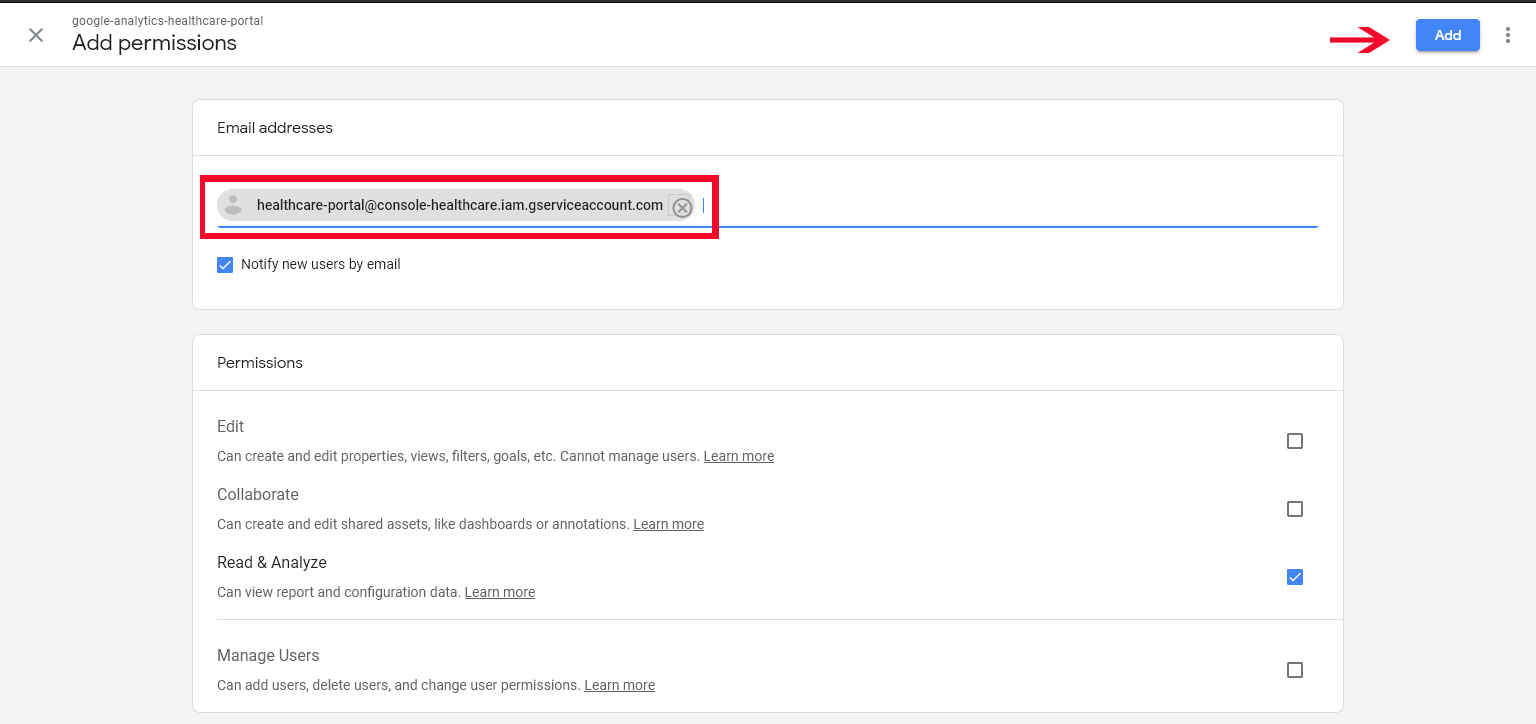 google-analytics-healthcare-portal
Add permissions
Add
Email addresses
healthcare-portal@console-healthcare.iam.gserviceaccount.com
Notify new users by email
Permissions
Edit
Can create and edit properties, views, filters, goals, etc. Cannot manage users. Learn more
Collaborate
Can create and edit shared assets, like dashboards or annotations. Learn more
Read & Analyze
Can view report and configuration data. Learn more
Manage Users
Can add users, delete users, and change user permissions. Learn more